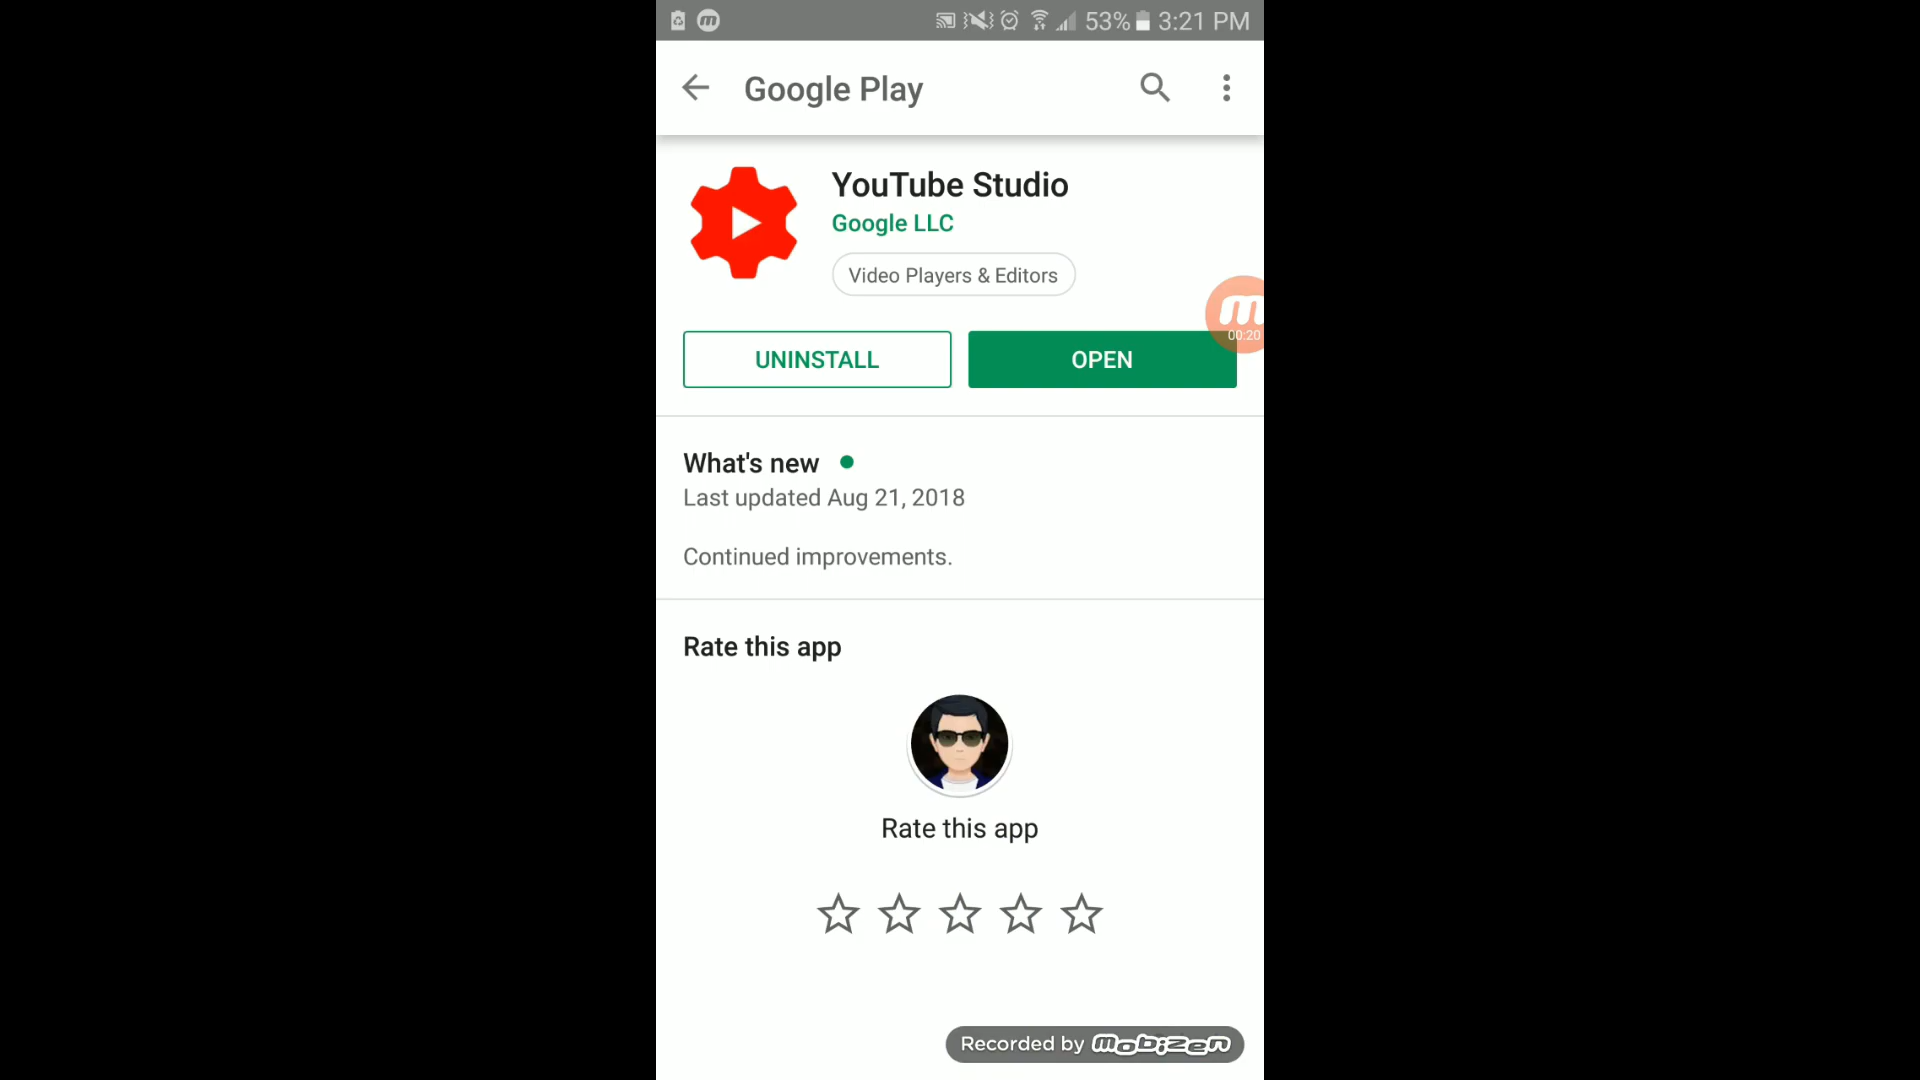 53% 3:21 PM
Google Play
YouTube Studio
Google LLC
Video Players & Editors
00:20
UNINSTALL
OPEN
What's new
Last updated Aug 21, 2018
Continued improvements.
Rate this app
Rate this app
Recorded by mobizen